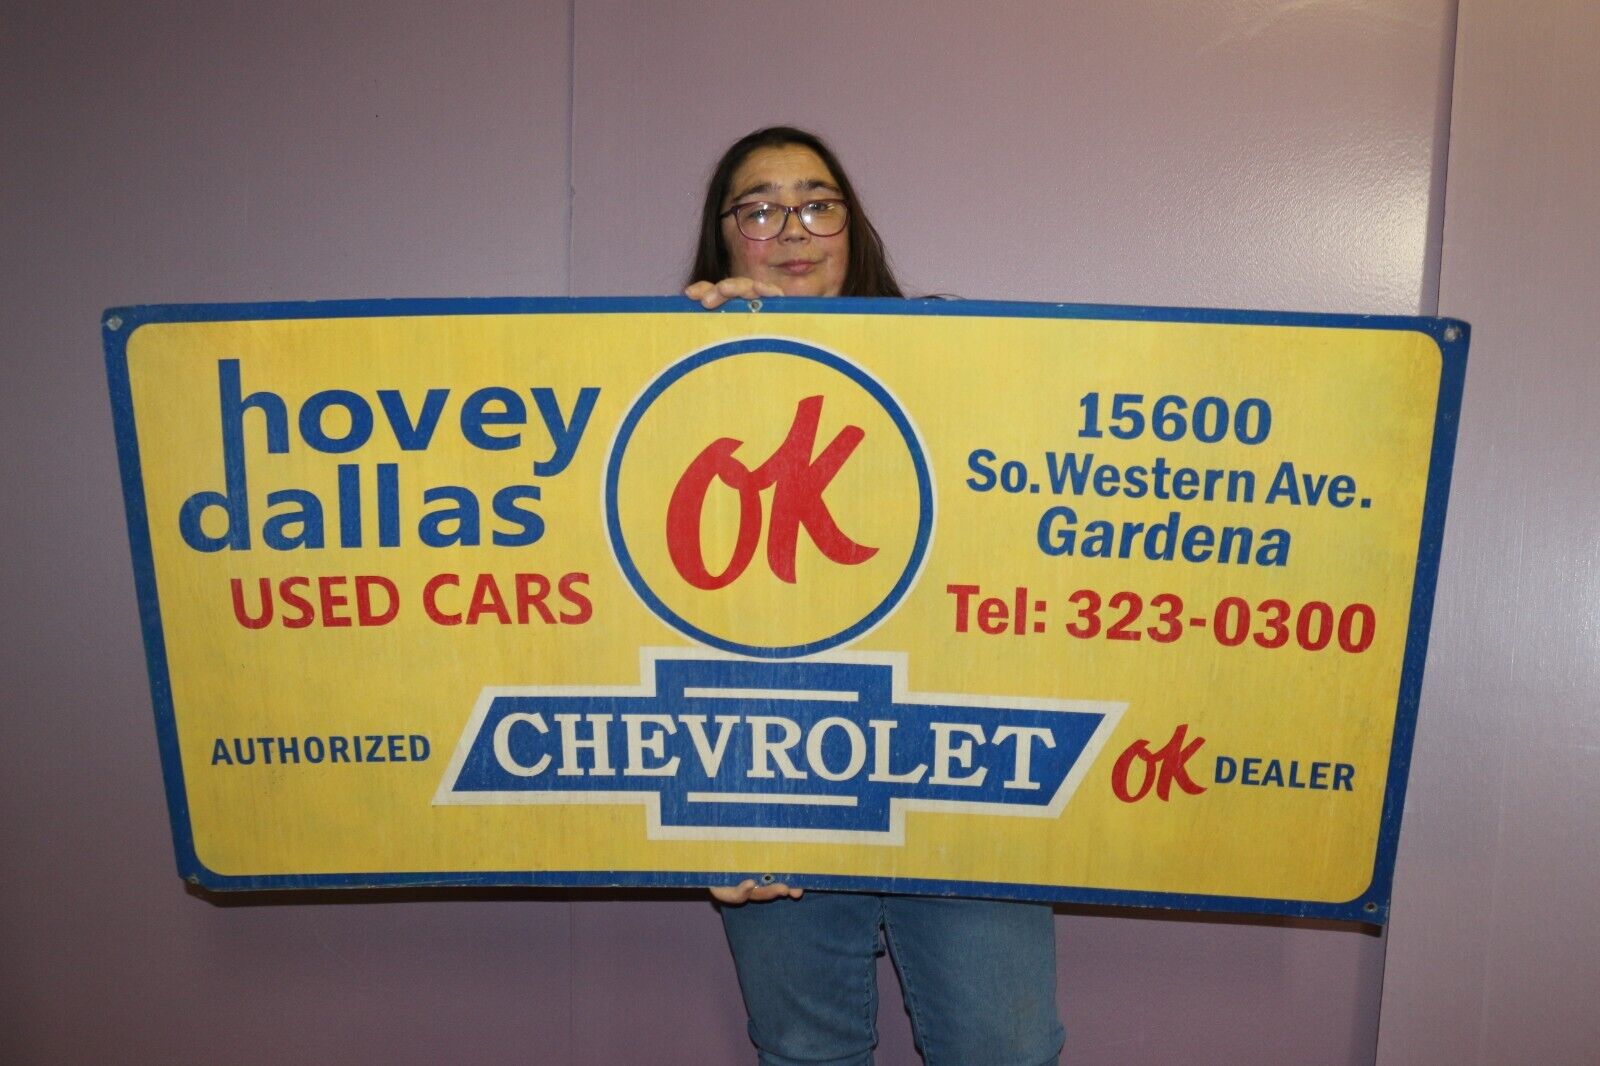 hovey
dallas
USED CARS
OK
15600
So. Western Ave.
Gardena
Tel: 323-0300
AUTHORIZED
CHEVROLET
OK DEALER